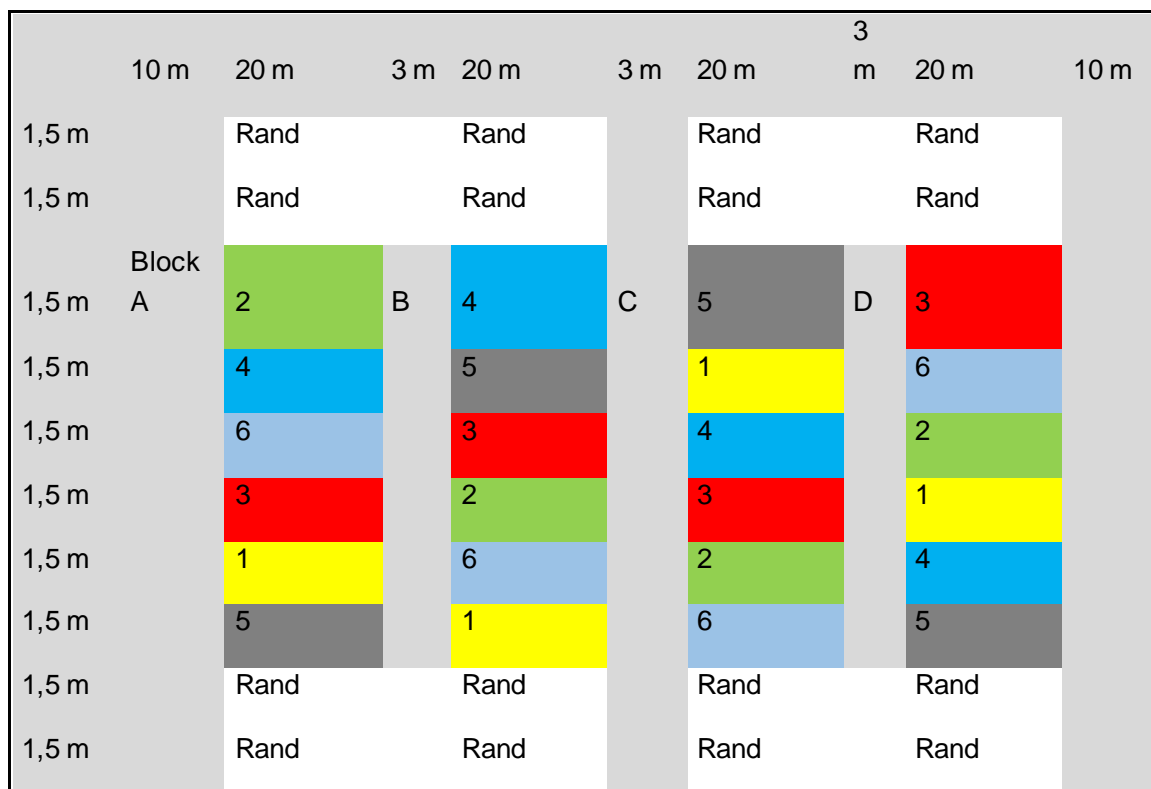 3
10 m 20 m 3 m 20 m 3 m 20 m m 20 m 10 m
1,5 m Rand Rand Rand Rand
1,5 m Rand Rand Rand Rand
Block
1,5 m A 2 B 4 C 5 D 3
1,5 m 4 5 1 6
1,5 m 6 3 4 2
1,5 m 3 2 3 1
1,5 m 1 6 2 4
1,5 m 5 1 6 5
1,5 m Rand Rand Rand Rand
1,5 m Rand Rand Rand Rand